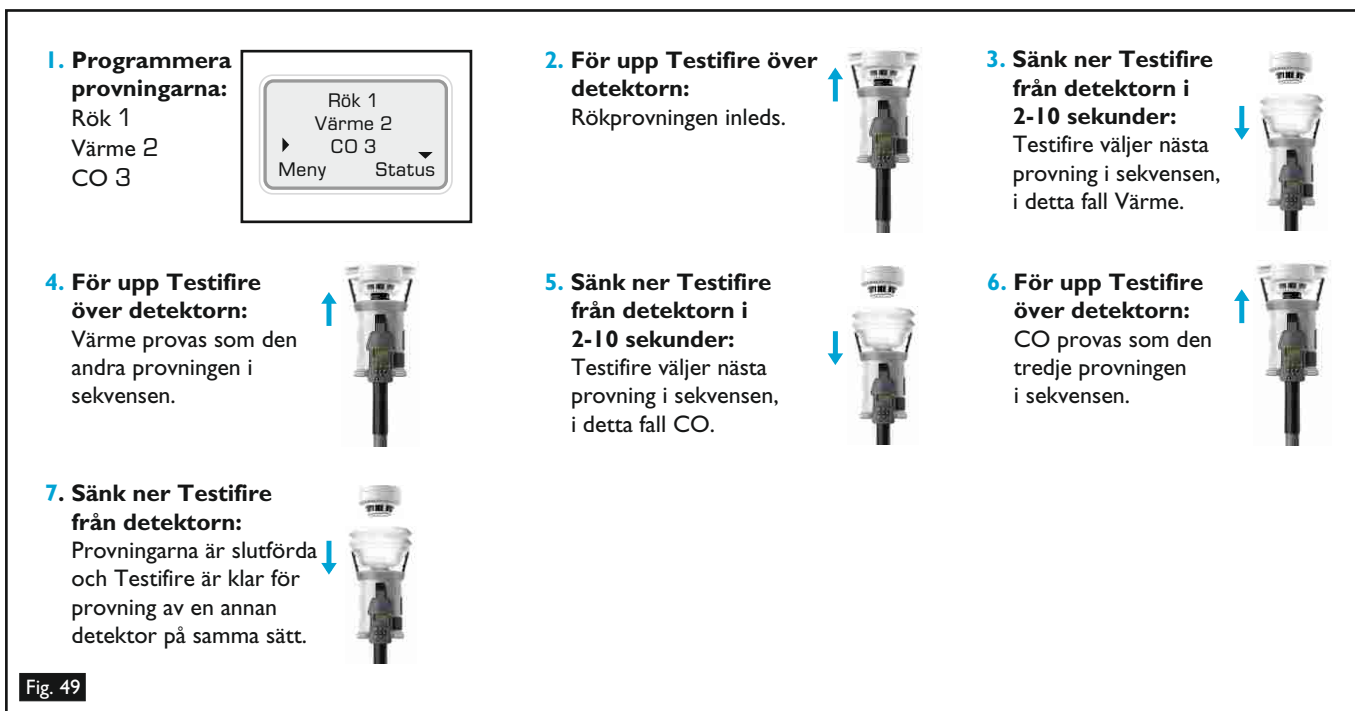 1. Programmera
provningarna:
Rök 1
Värme 2
CO 3
Rök 1
Värme 2
CO 3
Meny Status
2. För upp Testifire över
detektorn:
Rökprovningen inleds.
3. Sänk ner Testifire
från detektorn i
2-10 sekunder:
Testifire väljer nästa
provning i sekvensen,
i detta fall Värme.
4. För upp Testifire
över detektorn:
Värme provas som den
andra provningen i
sekvensen.
5. Sänk ner Testifire
från detektorn i
2-10 sekunder:
Testifire väljer nästa
provning i sekvensen,
i detta fall CO.
6. För upp Testifire
över detektorn:
CO provas som den
tredje provningen
i sekvensen.
7. Sänk ner Testifire
från detektorn:
Provningarna är slutförda
och Testifire är klar för
provning av en annan
detektor på samma sätt.
Fig. 49